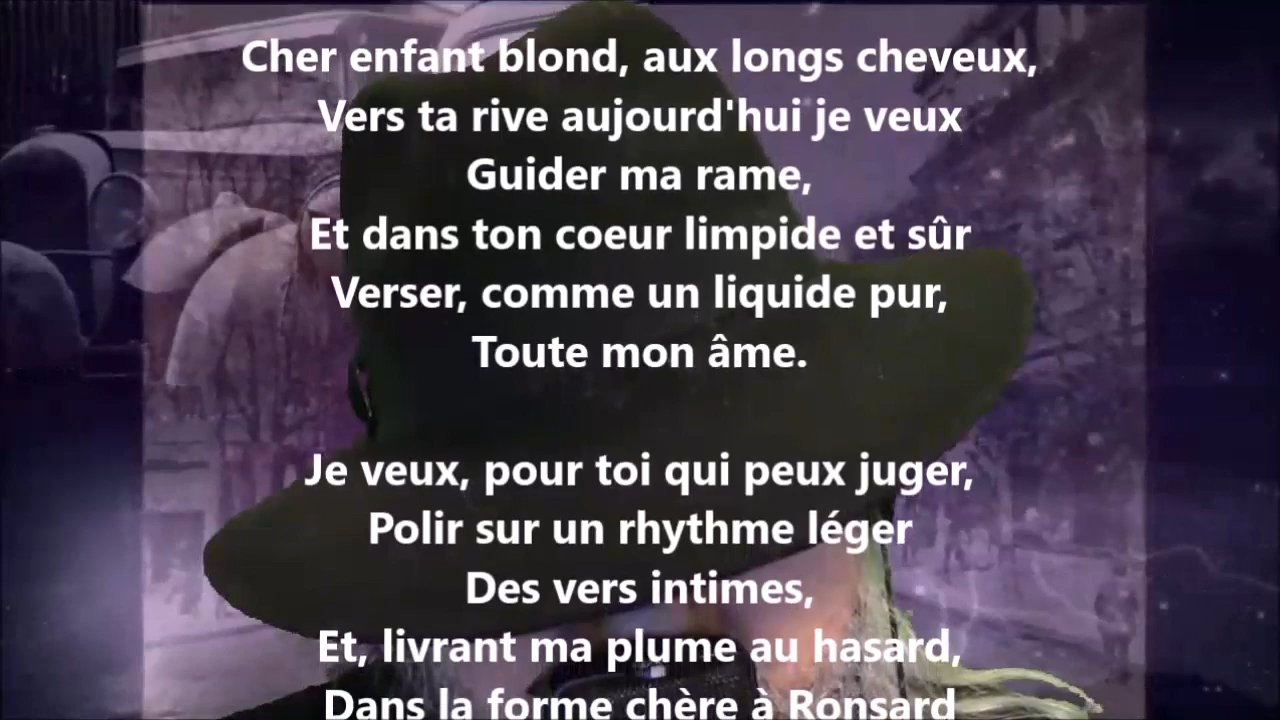 Cher enfant blond, aux longs cheveux,
Vers ta rive aujourd'hui je veux
Guider ma rame,
Et dans ton coeur limpide et sûr
Verser, comme un liquide pur,
Toute mon âme.
Je veux, pour toi qui peux juger,
Polir sur un rhythme léger
Des vers intimes,
Et, livrant ma plume au hasard,
Dans la forme chère à Ronsard